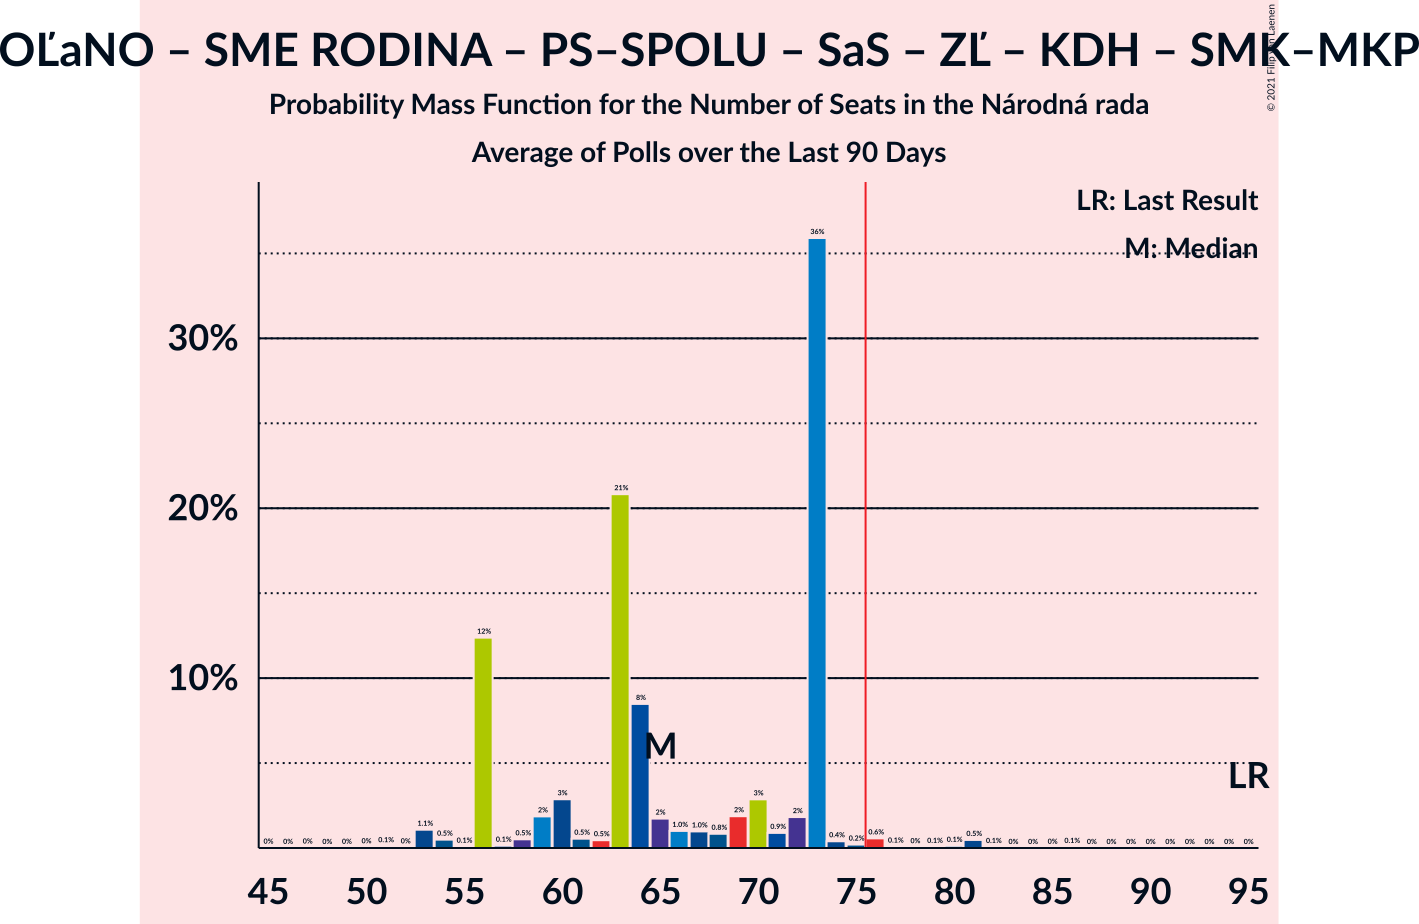 OĽaNO – SME RODINA – PS–SPOLU – SaS – ZĽ – KDH – SMK–MKP
Probability Mass Function for the Number of Seats in the Národná rada
Average of Polls over the Last 90 Days
© 2021 Filip van Laenen
LR: Last Result
M: Median
30%
20%
10%
0% 0% 0% 0% 0% 0% 0.1% 0% 1.1% 0.5% 0.1% 12% 0.1% 0.5% 2% 3% 0.5% 0.5% 21% 8% 2% 1.0% 1.0% 0.8% 2% 3% 0.9% 2% 36% 0.4% 0.2% 0.6% 0.1% 0% 0.1% 0.1% 0.5% 0.1% 0% 0% 0% 0.1% 0% 0% 0% 0% 0% 0% 0% 0% 0%
M
LR
45 50 55 60 65 70 75 80 85 90 95